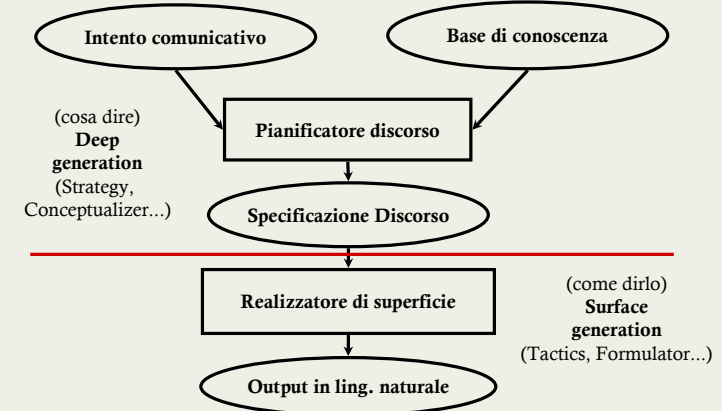 Intento comunicativo
Base di conoscenza
(cosa dire)
Deep
generation
(Strategy,
Conceptualizer...)
Pianificatore discorso
Specificazione Discorso
Realizzatore di superficie
(come dirlo)
Surface
generation
(Tactics, Formulator...)
Output in ling. naturale